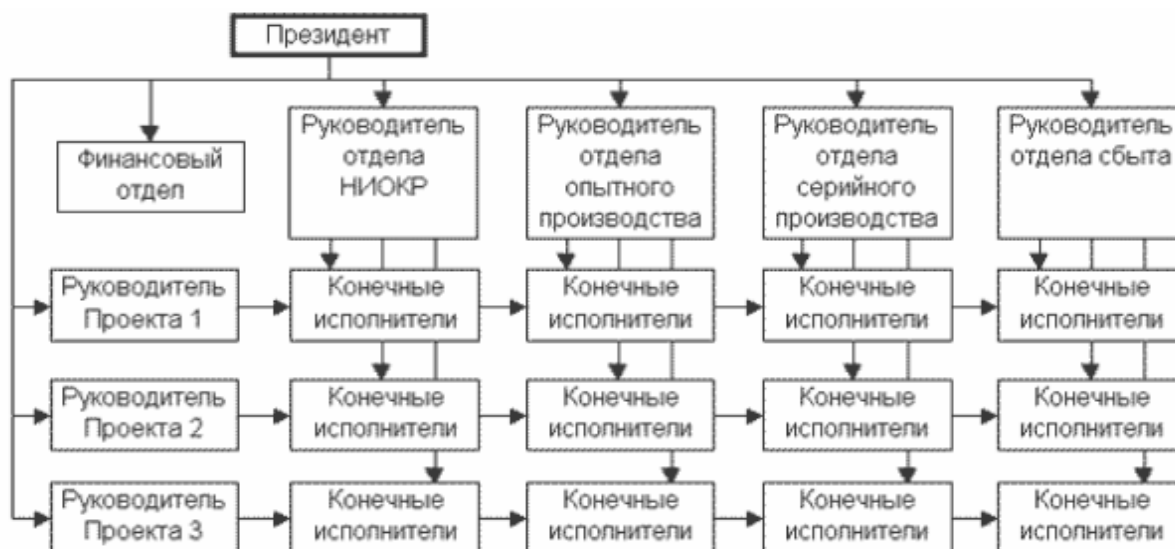 Президент
Финансовый
отдел
Руководитель
отдела
НИОКР
Руководитель
отдела
опытного
производства
Руководитель
отдела
серийного
производства
Руководитель
отдела сбыта
Руководитель
Проекта 1
Конечные
исполнители
Конечные
исполнители
Конечные
исполнители
Конечные
исполнители
Руководитель
Проекта 2
Конечные
исполнители
Конечные
исполнители
Конечные
исполнители
Конечные
исполнители
Руководитель
Проекта 3
Конечные
исполнители
Конечные
исполнители
Конечные
исполнители
Конечные
исполнители